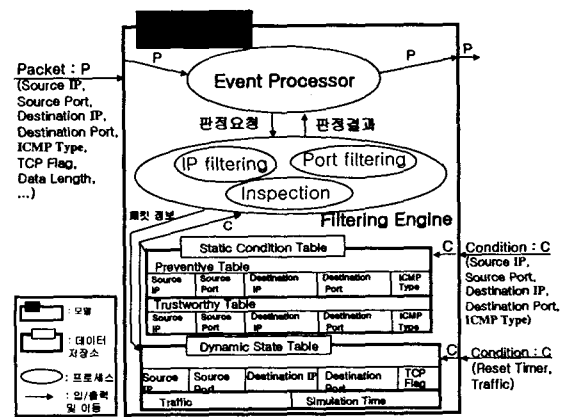 P
P
P
Packet : P
(Source IP,
Source Port,
Destination IP,
Destination Port,
ICMP Type,
TCP Flag,
Data Length,
...)
Event Processor
판정요청
판정결과
IP filtering
Port filtering
Inspection
패킷 정보
C
Filtering Engine
Static Condition Table
Preventive Table
Source IP
Source Port
Destination IP
Destination Port
ICMP Type
Trustworthy Table
Source IP
Source Port
Destination IP
Destination Port
ICMP Type
C
Condition : C
(Source IP,
Source Port,
Destination IP,
Destination Port,
ICMP Type)
Dynamic State Table
Source IP
Source Port
Destination IP
Destination Port
TCP Flag
Traffic
Simulation Time
C
Condition : C
(Reset Timer,
Traffic)
: 모델
: 데이터
저장소
: 프로세스
: 입/출력
및 이동